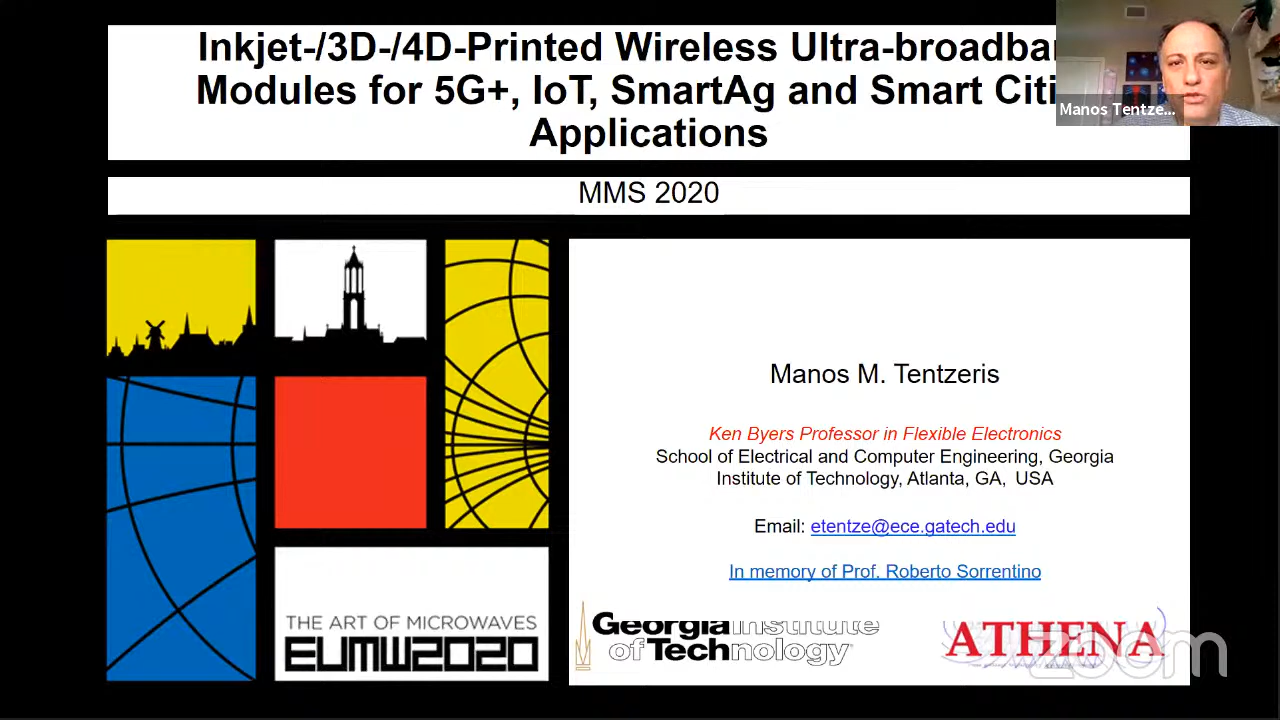 Inkjet-/3D-/4D-Printed Wireless Ultra-broadba
Modules for 5G+, IoT, SmartAg and Smart Citi
Applications
Manos Tentze...
MMS 2020
Manos M. Tentzeris
Ken Byers Professor in Flexible Electronics
School of Electrical and Computer Engineering, Georgia
Institute of Technology, Atlanta, GA, USA
Email: etentze@ece.gatech.edu
In memory of Prof. Roberto Sorrentino
THE ART OF MICROWAVES
EUMW2020
Georgia Institute
of Technology
ATHENA
zoom